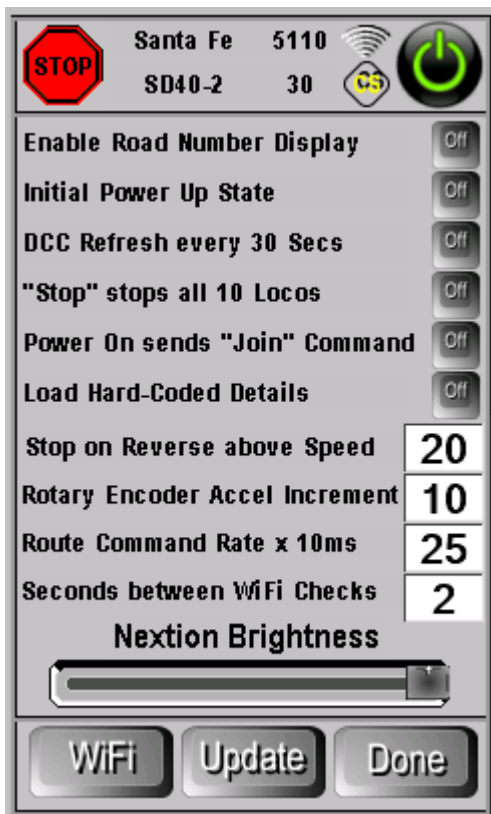 STOP
Santa Fe 5110
SD40-2 30 CS
Enable Road Number Display Off
Initial Power Up State Off
DCC Refresh every 30 Secs Off
"Stop" stops all 10 Locos Off
Power On sends "Join" Command Off
Load Hard-Coded Details Off
Stop on Reverse above Speed 20
Rotary Encoder Accel Increment 10
Route Command Rate x 10ms 25
Seconds between WiFi Checks 2
Nextion Brightness
WiFi Update Done